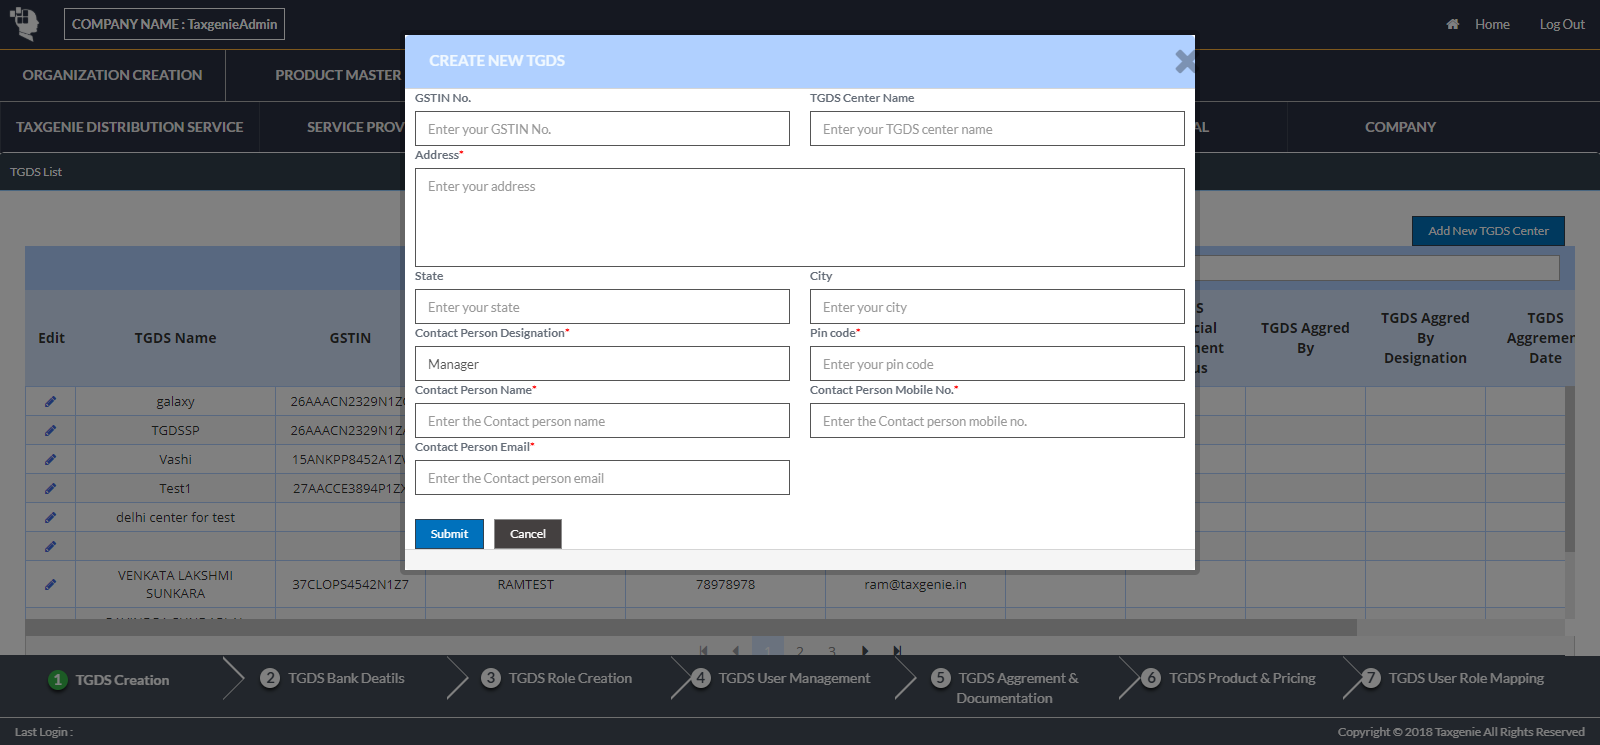 COMPANY NAME : TaxgenieAdmin
Home
Log Out
ORGANIZATION CREATION
PRODUCT MASTER
TAXGENIE DISTRIBUTION SERVICE
SERVICE PROV
AL
COMPANY
TGDS List
CREATE NEW TGDS
GSTIN No.
TGDS Center Name
Enter your GSTIN No.
Enter your TGDS center name
Address*
Enter your address
State
City
Enter your state
Enter your city
Contact Person Designation*
Pin code*
Manager
Enter your pin code
Contact Person Name*
Contact Person Mobile No.*
Enter the Contact person name
Enter the Contact person mobile no.
Contact Person Email*
Enter the Contact person email
Submit
Cancel
Add New TGDS Center
Edit
TGDS Name
GSTIN
S
cial
ment
us
TGDS Aggred
By
TGDS Aggred
By
Designation
TGDS
Aggremen
Date
galaxy
26AAACN2329N1Z
TGDSSP
26AAACN2329N1Z
Vashi
15ANKPP8452A1Z
Test1
27AACCE3894P1Z
delhi center for test
VENKATA LAKSHMI
SUNKARA
37CLOPS4542N1Z7
RAMTEST
78978978
ram@taxgenie.in
1 2 3
1 TGDS Creation
2 TGDS Bank Deatils
3 TGDS Role Creation
4 TGDS User Management
5 TGDS Aggrement &
Documentation
6 TGDS Product & Pricing
7 TGDS User Role Mapping
Last Login :
Copyright © 2018 Taxgenie All Rights Reserved